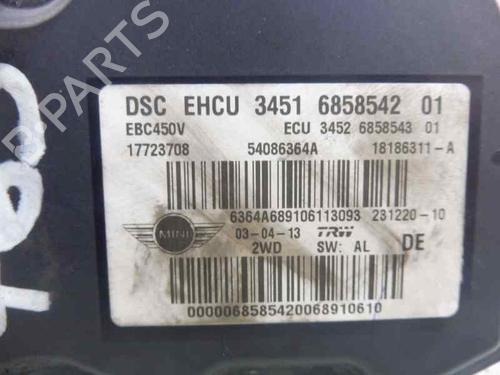 DSC EHCU 3451 6858542 01
EBC450V ECU 3452 6858543 01
17723708 54086364A 18186311-A
6364A689106113093 231220-10
MINI 03-04-13 TRW DE
2WD SW: AL
0000068585420068910610
B-PARTS